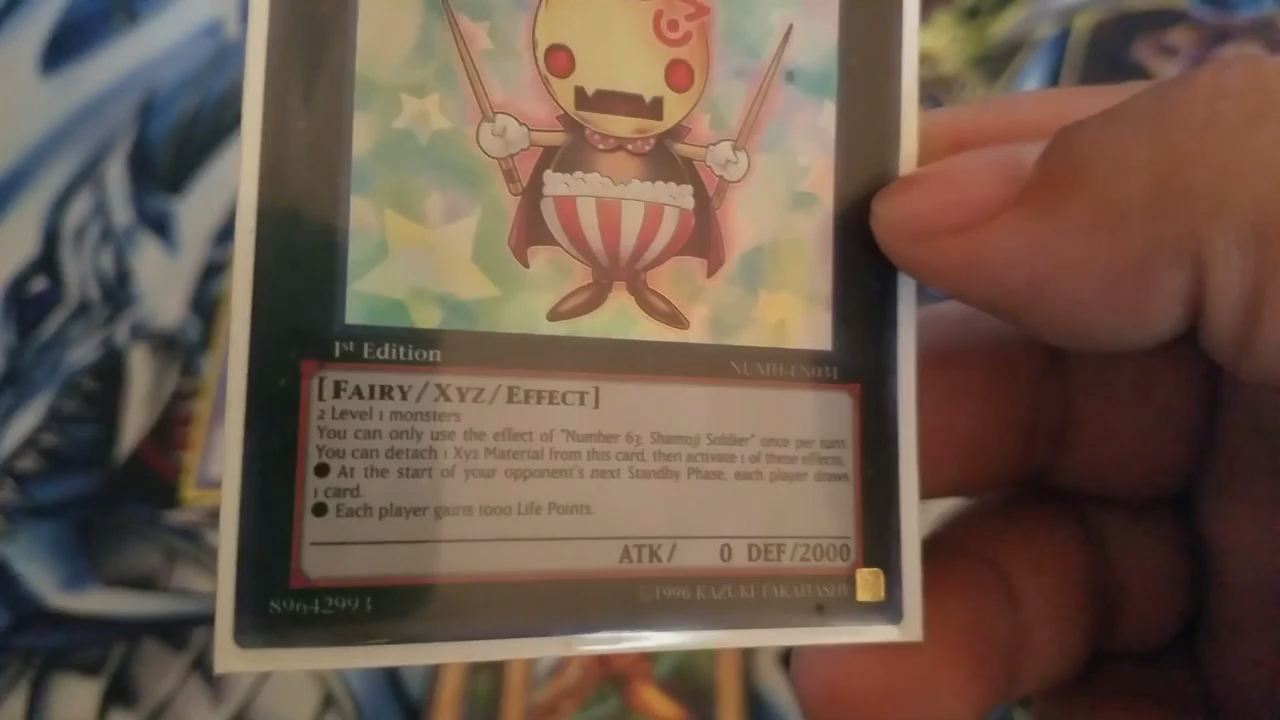 1st Edition
NUMH-EN031
[FAIRY/XYZ/EFFECT]
2 Level 1 monsters
You can only use the effect of "Number 63: Shamoji Soldier" once per turn.
You can detach 1 Xyz Material from this card, then activate 1 of these effects.
● At the start of your opponent's next Standby Phase, each player draws
1 card.
● Each player gains 1000 Life Points.
ATK/ 0 DEF/2000
89642993
©1996 KAZUKI TAKAHASHI